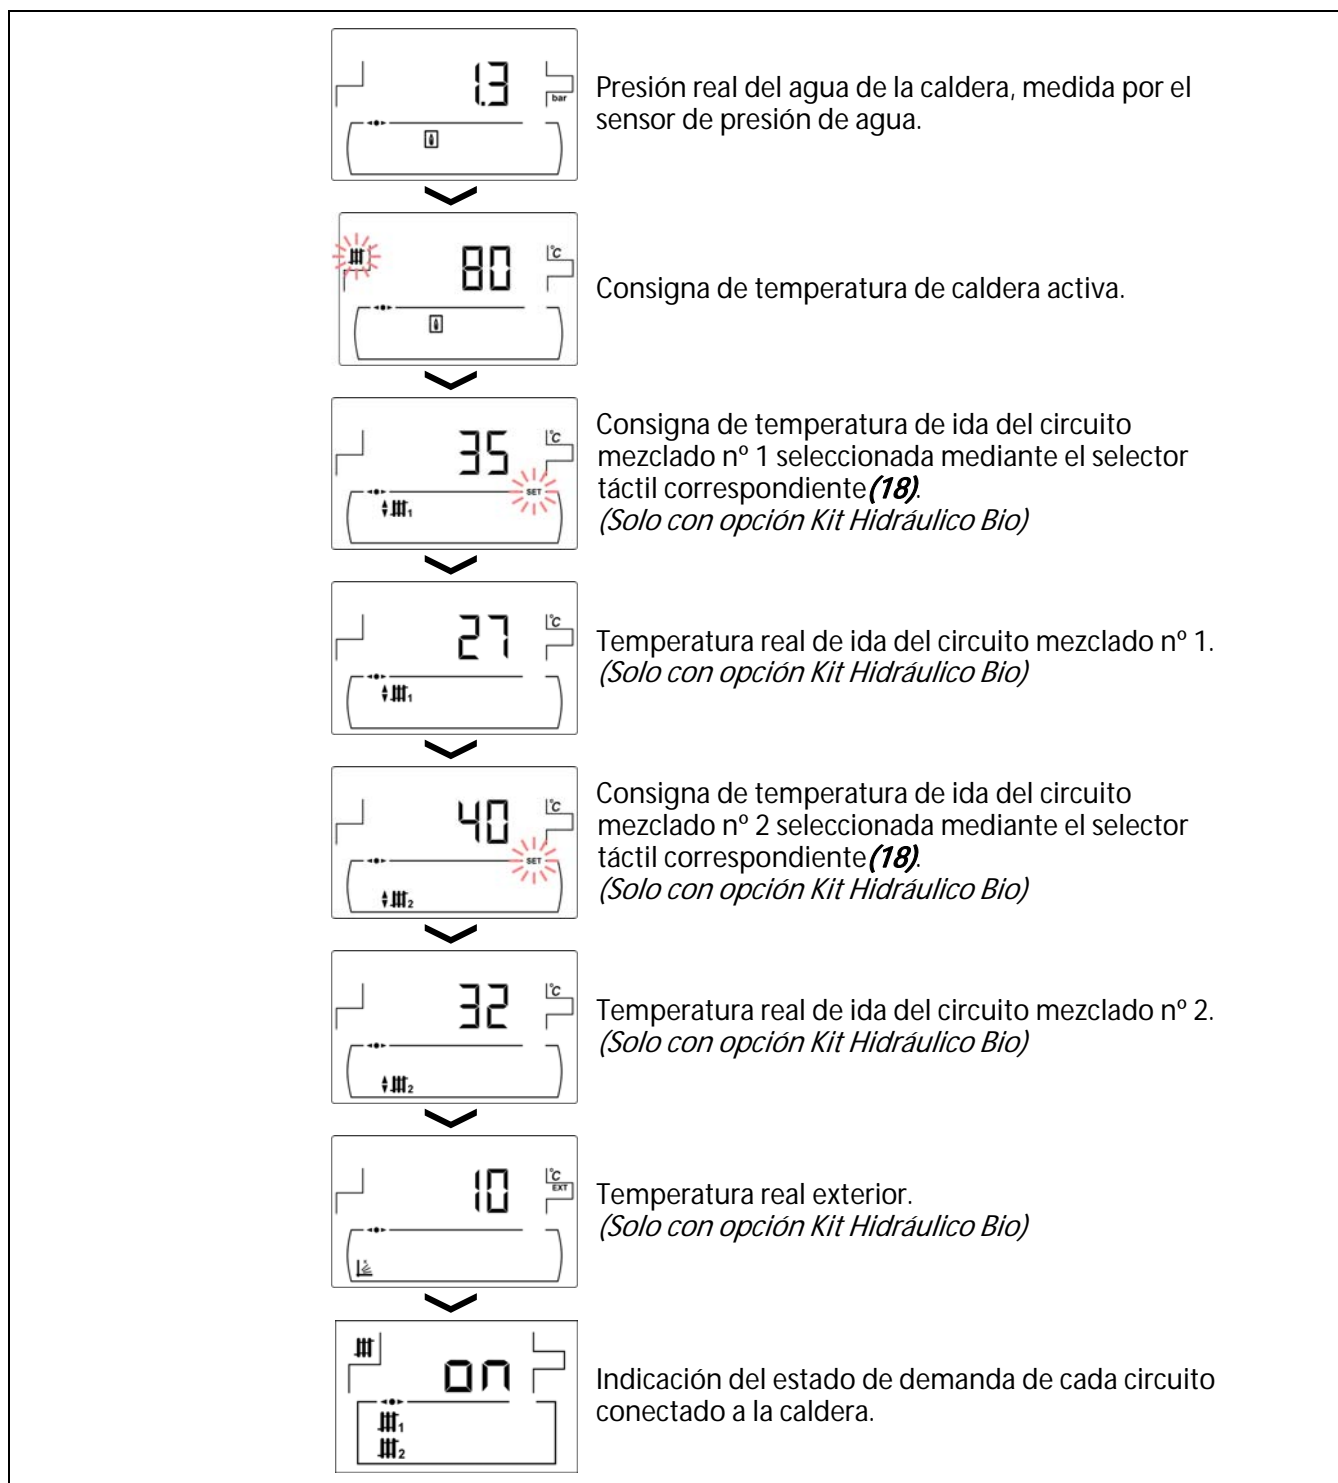 1.3
bar
Presión real del agua de la caldera, medida por el
sensor de presión de agua.
80
°C
Consigna de temperatura de caldera activa.
35
°C
SET
1
Consigna de temperatura de ida del circuito
mezclado nº 1 seleccionada mediante el selector
táctil correspondiente(18).
(Solo con opción Kit Hidráulico Bio)
27
°C
1
Temperatura real de ida del circuito mezclado nº 1.
(Solo con opción Kit Hidráulico Bio)
40
°C
SET
2
Consigna de temperatura de ida del circuito
mezclado nº 2 seleccionada mediante el selector
táctil correspondiente(18).
(Solo con opción Kit Hidráulico Bio)
32
°C
2
Temperatura real de ida del circuito mezclado nº 2.
(Solo con opción Kit Hidráulico Bio)
10
°C
EXT
Temperatura real exterior.
(Solo con opción Kit Hidráulico Bio)
on
1
2
Indicación del estado de demanda de cada circuito
conectado a la caldera.